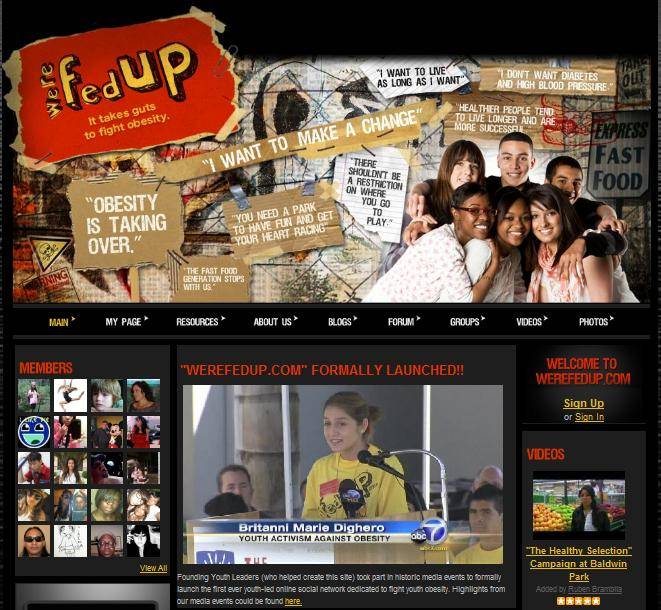 we're fedup
It takes guts
to fight obesity.
"I WANT TO LIVE
AS LONG AS I WANT"
"I DON'T WANT DIABETES
AND HIGH BLOOD PRESSURE"
TAKE
OUT
"HEALTHIER PEOPLE TEND
TO LIVE LONGER AND ARE
MORE SUCCESSFUL
EXPRESS
FAST
FOOD
"I WANT TO MAKE A CHANGE"
THERE
SHOULDN'T BE
A RESTRICTION
ON WHERE
YOU GO
TO
PLAY."
"OBESITY
IS TAKING
OVER."
"YOU NEED A PARK
TO HAVE FUN AND GET
YOUR HEART RACING"
"THE FAST FOOD
GENERATION STOPS
WITH US."
WARNING
MAIN
MY PAGE
RESOURCES
ABOUT US
BLOGS
FORUM
GROUPS
VIDEOS
PHOTOS
MEMBERS
View All
"WEREFEDUP.COM" FORMALLY LAUNCHED!!
Britanni Marie Dighero
YOUTH ACTIVISM AGAINST OBESITY
abc 7
Founding Youth Leaders (who helped create this site) took part in historic media events to formally
launch the first ever youth-led online social network dedicated to fight youth obesity. Highlights from
our media events could be found here.
WELCOME TO
WEREFEDUP.COM
Sign Up
or Sign In
VIDEOS
"The Healthy Selection"
Campaign at Baldwin
Park
Added by Ruben Brambila